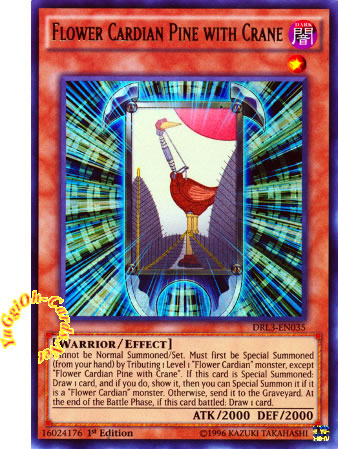 FLOWER CARDIAN PINE WITH CRANE
DARK
闇
DRL3-EN035
[WARRIOR/EFFECT]
Cannot be Normal Summoned/Set. Must first be Special Summoned
(from your hand) by Tributing 1 Level 1 "Flower Cardian" monster, except
"Flower Cardian Pine with Crane". If this card is Special Summoned:
Draw 1 card, and if you do, show it, then you can Special Summon it if it
is a "Flower Cardian" monster. Otherwise, send it to the Graveyard. At
the end of the Battle Phase, if this card battled: Draw 1 card.
ATK/2000 DEF/2000
16024176 1st Edition ©1996 KAZUKI TAKAHASHI